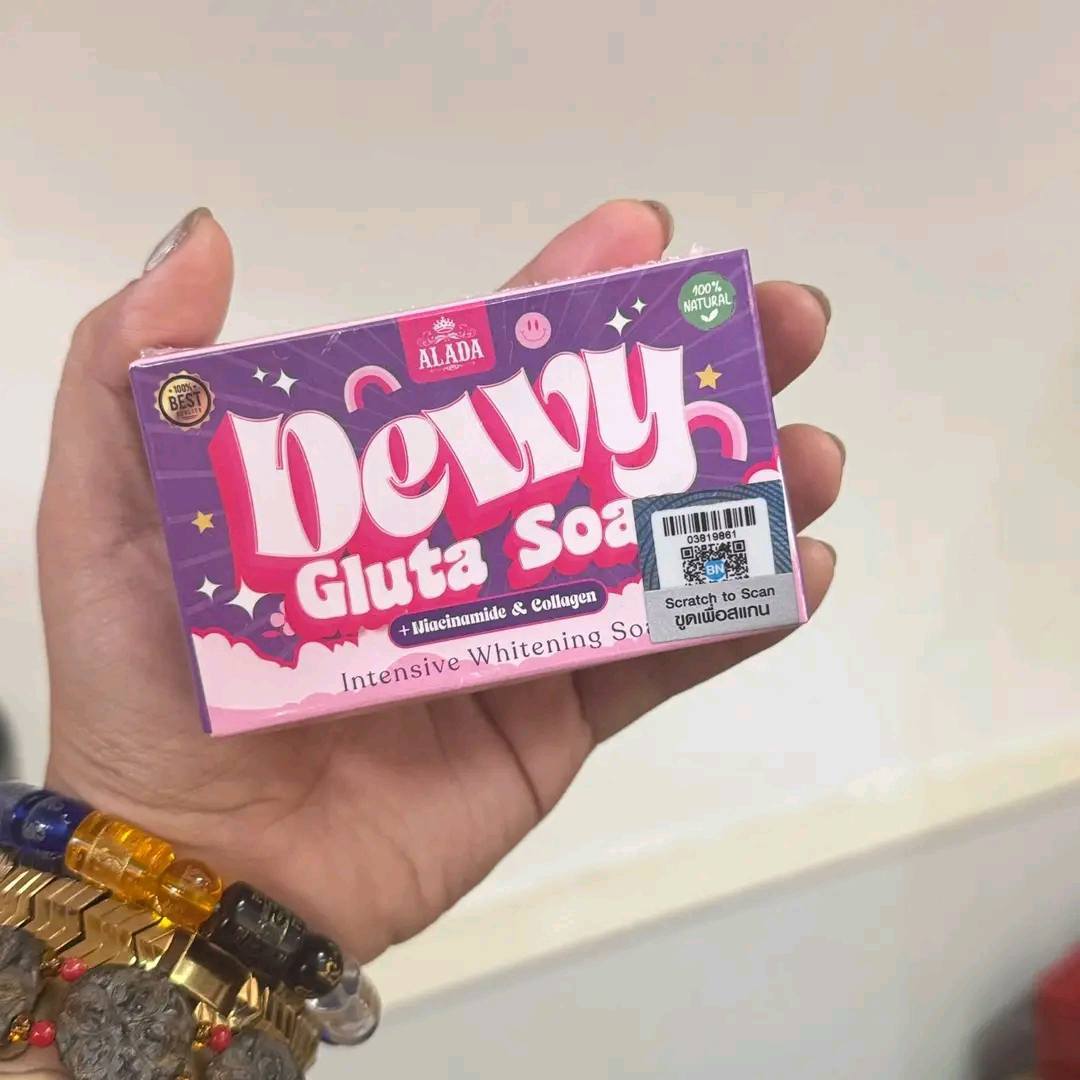 ALADA
100%
NATURAL
100%
BEST
Dewy
Gluta Soa
+Niacinamide & Collagen
Intensive Whitening Soa
03819861
BN
Scratch to Scan
ขูดเพื่อสแกน